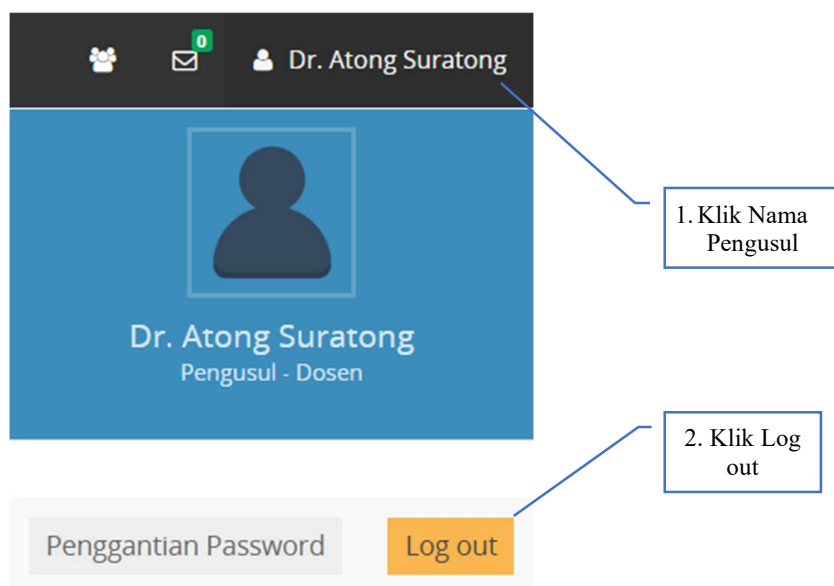 0
Dr. Atong Suratong
1. Klik Nama
Pengusul
Dr. Atong Suratong
Pengusul - Dosen
2. Klik Log
out
Penggantian Password
Log out